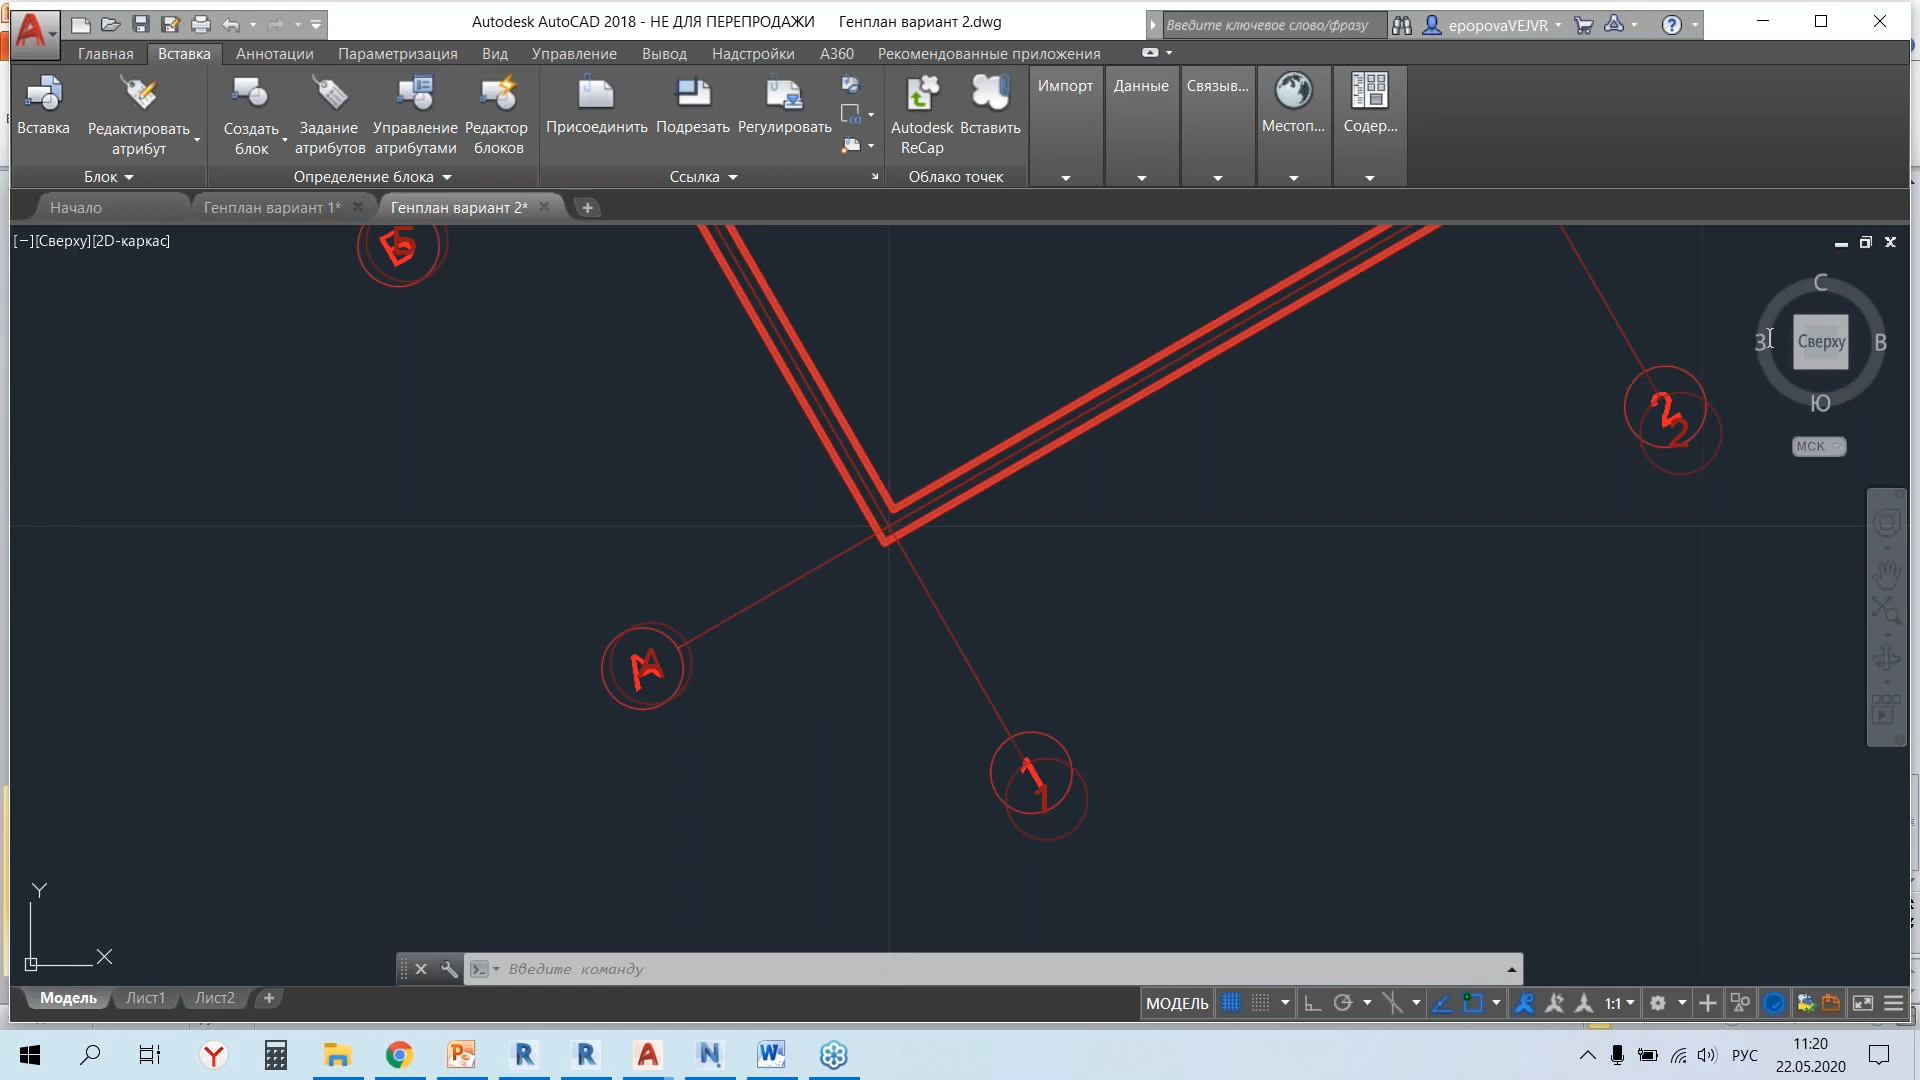 Autodesk AutoCAD 2018 - НЕ ДЛЯ ПЕРЕПРОДАЖИ Генплан вариант 2.dwg
Введите ключевое слово/фразу
epopovaVEJVR
Главная Вставка Аннотации Параметризация Вид Управление Вывод Надстройки A360 Рекомендованные приложения
Вставка
Редактировать атрибут
Создать блок
Задание атрибутов
Управление атрибутами
Редактор блоков
Присоединить
Подрезать
Регулировать
Autodesk ReCap
Вставить
Импорт
Данные
Связыв...
Местоп...
Содер...
Блок
Определение блока
Ссылка
Облако точек
Начало
Генплан вариант 1*
Генплан вариант 2*
[−][Сверху][2D-каркас]
Б
Б
С
З
Сверху
В
Ю
МСК
2
2
А
А
1
1
Y
X
Введите команду
Модель
Лист1
Лист2
МОДЕЛЬ
1:1
РУС
11:20
22.05.2020